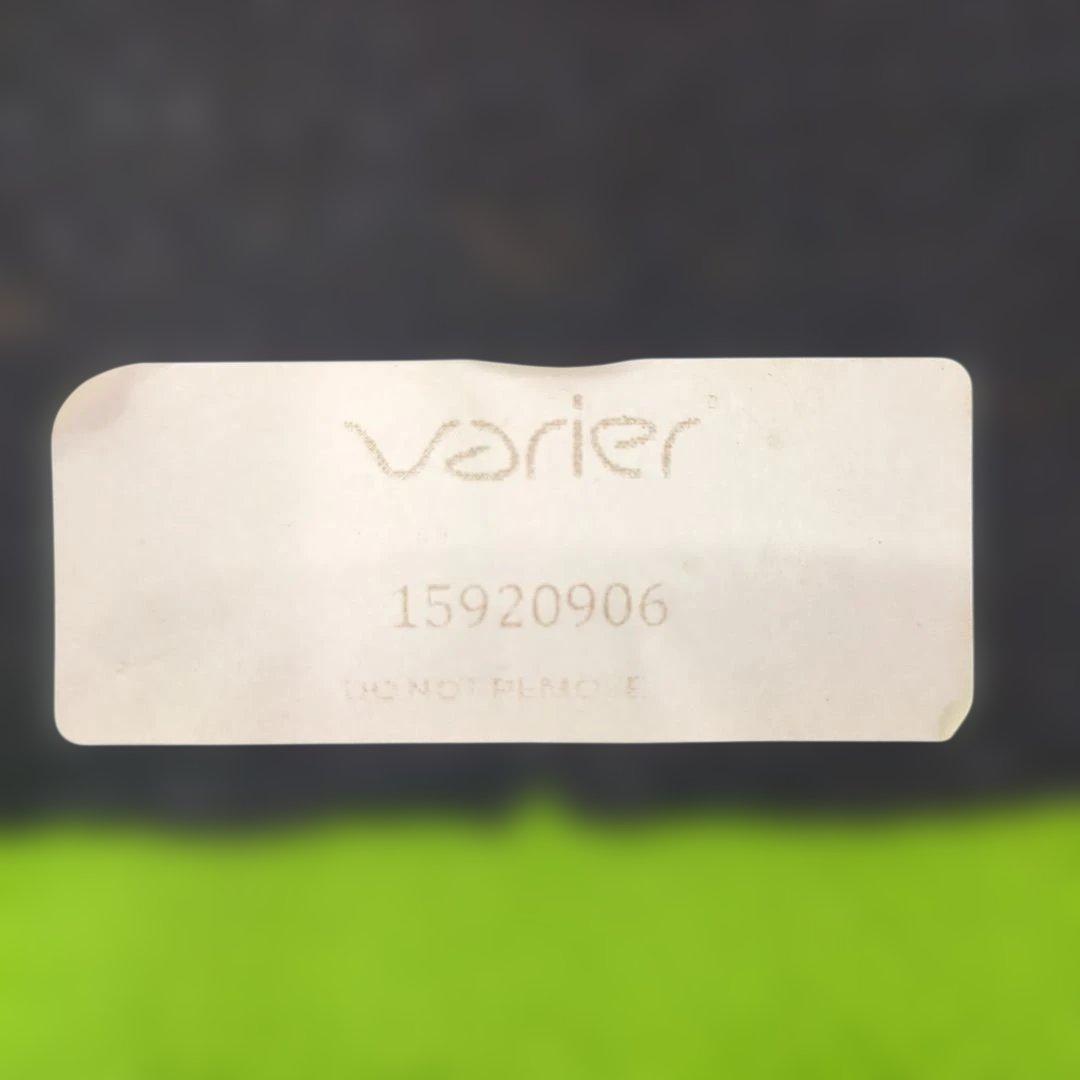 varier
15920906
DO NOT REMOVE